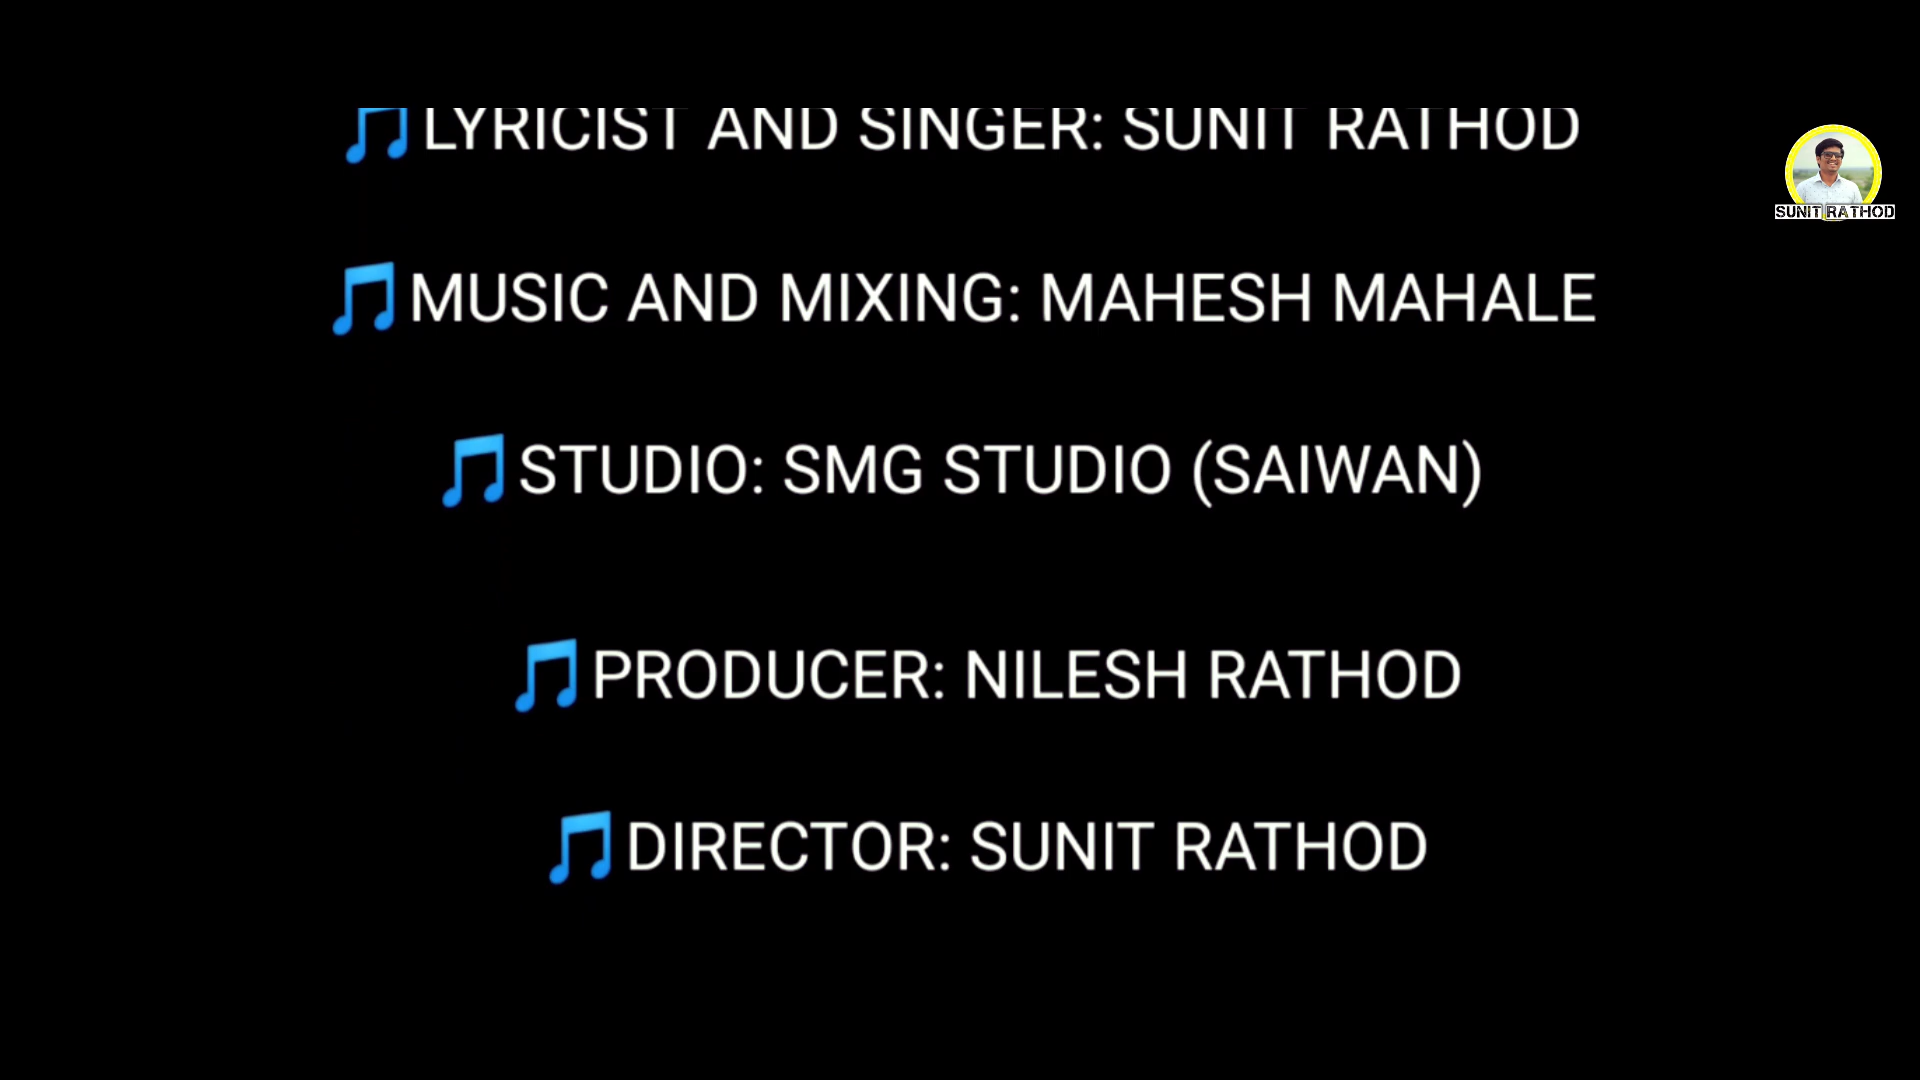 🎵LYRICIST AND SINGER: SUNIT RATHOD
SUNIT RATHOD
🎵MUSIC AND MIXING: MAHESH MAHALE
🎵STUDIO: SMG STUDIO (SAIWAN)
🎵PRODUCER: NILESH RATHOD
🎵DIRECTOR: SUNIT RATHOD